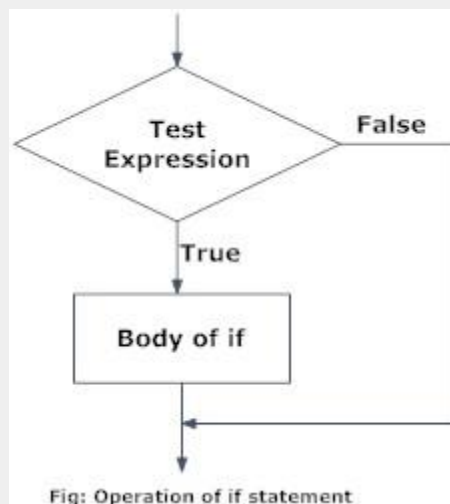 Test
Expression
False
True
Body of if
Fig: Operation of if statement